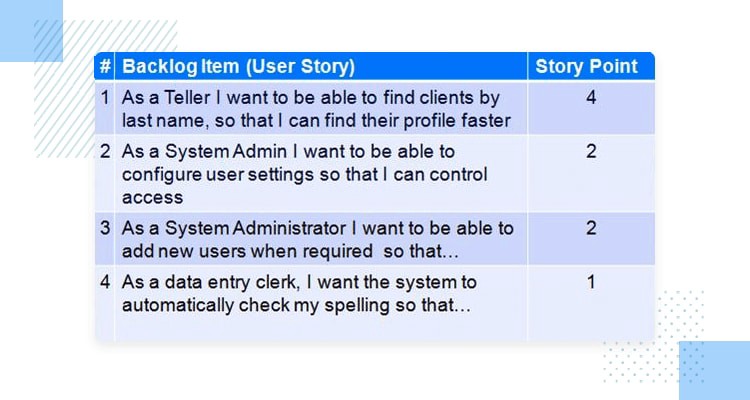 # Backlog Item (User Story) Story Point
1 As a Teller I want to be able to find clients by 4
last name, so that I can find their profile faster
2 As a System Admin I want to be able to 2
configure user settings so that I can control
access
3 As a System Administrator I want to be able to 2
add new users when required so that...
4 As a data entry clerk, I want the system to 1
automatically check my spelling so that...